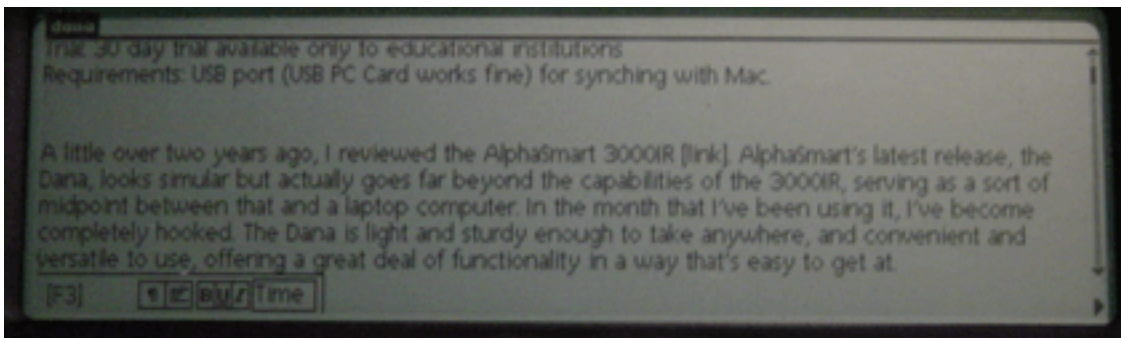 dana
Trial: 30 day trial available only to educational institutions
Requirements: USB port (USB PC Card works fine) for synching with Mac.
A little over two years ago, I reviewed the AlphaSmart 3000IR [link]. AlphaSmart's latest release, the
Dana, looks simular but actually goes far beyond the capabilities of the 3000IR, serving as a sort of
midpoint between that and a laptop computer. In the month that I've been using it, I've become
completely hooked. The Dana is light and sturdy enough to take anywhere, and convenient and
versatile to use, offering a great deal of functionality in a way that's easy to get at.
[F3] ¶ B U I Time